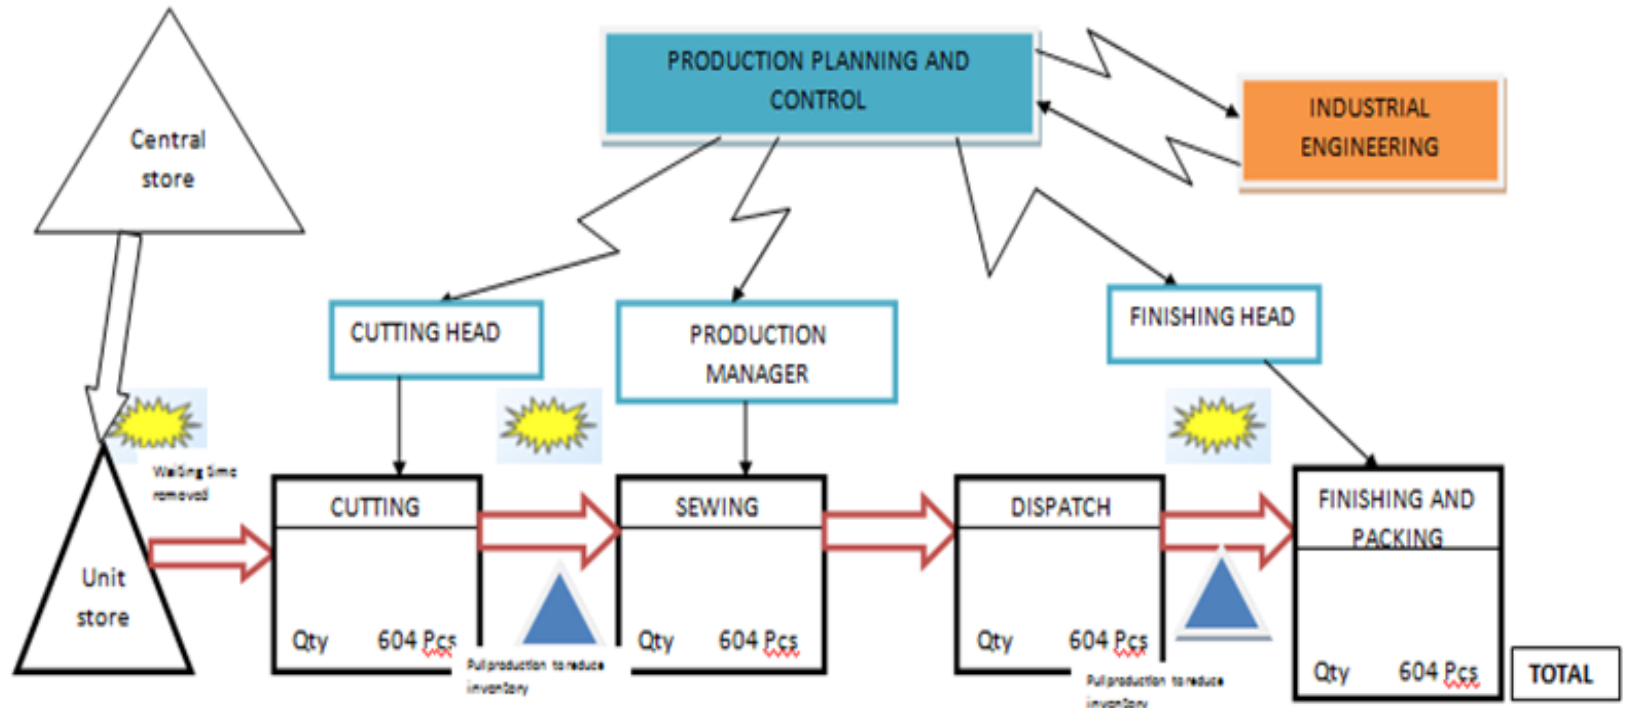 PRODUCTION PLANNING AND
CONTROL
INDUSTRIAL
ENGINEERING
Central
store
CUTTING HEAD
PRODUCTION
MANAGER
FINISHING HEAD
Waiting time
removed
CUTTING
SEWING
DISPATCH
FINISHING AND
PACKING
Unit
store
Qty 604 Pcs
Qty 604 Pcs
Qty 604 Pcs
Qty 604 Pcs
TOTAL
Pull production to reduce
inventory
Pull production to reduce
inventory